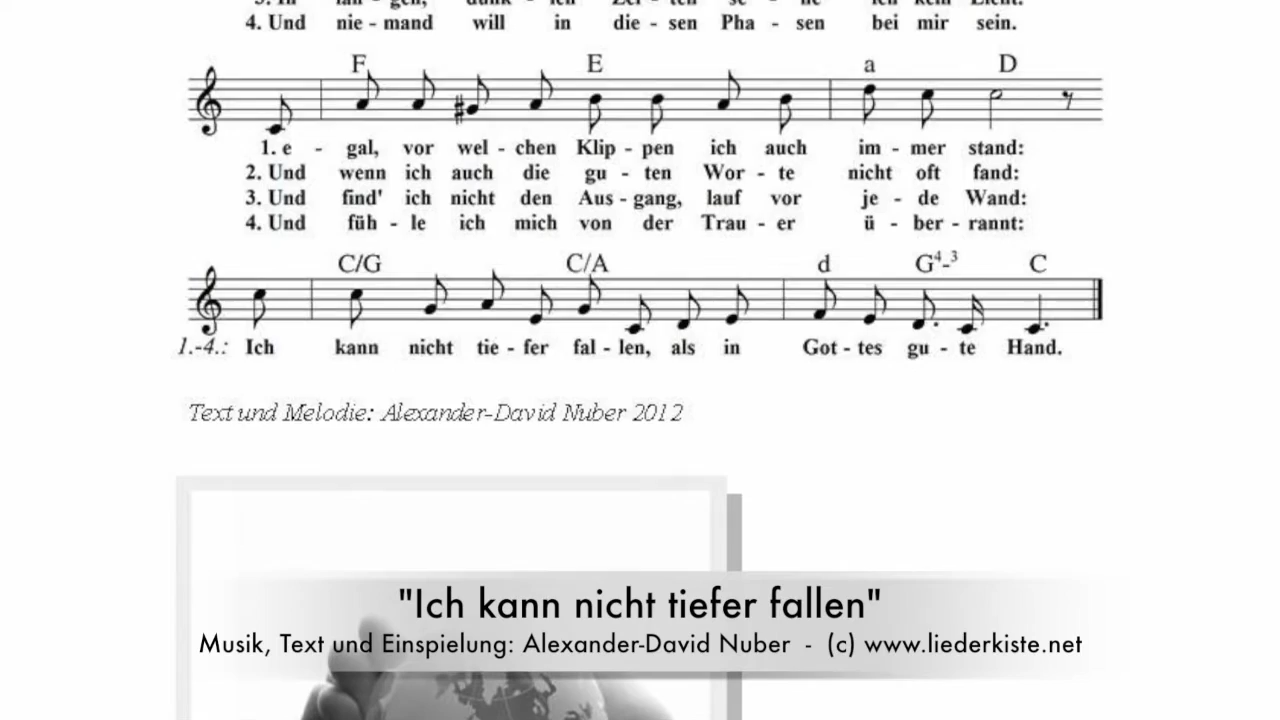 4. Und nie - mand will in die - sen Pha - sen bei mir sein.
F E a D
1. e - gal, vor wel - chen Klip - pen ich auch im - mer stand:
2. Und wenn ich auch die gu - ten Wor - te nicht oft fand:
3. Und find' ich nicht den Aus - gang, lauf vor je - de Wand:
4. Und füh - le ich mich von der Trau - er ü - ber - rannt:
C/G C/A d G4-3 C
1.-4.: Ich kann nicht tie - fer fal - len, als in Got - tes gu - te Hand.
Text und Melodie: Alexander-David Nuber 2012
"Ich kann nicht tiefer fallen"
Musik, Text und Einspielung: Alexander-David Nuber - (c) www.liederkiste.net